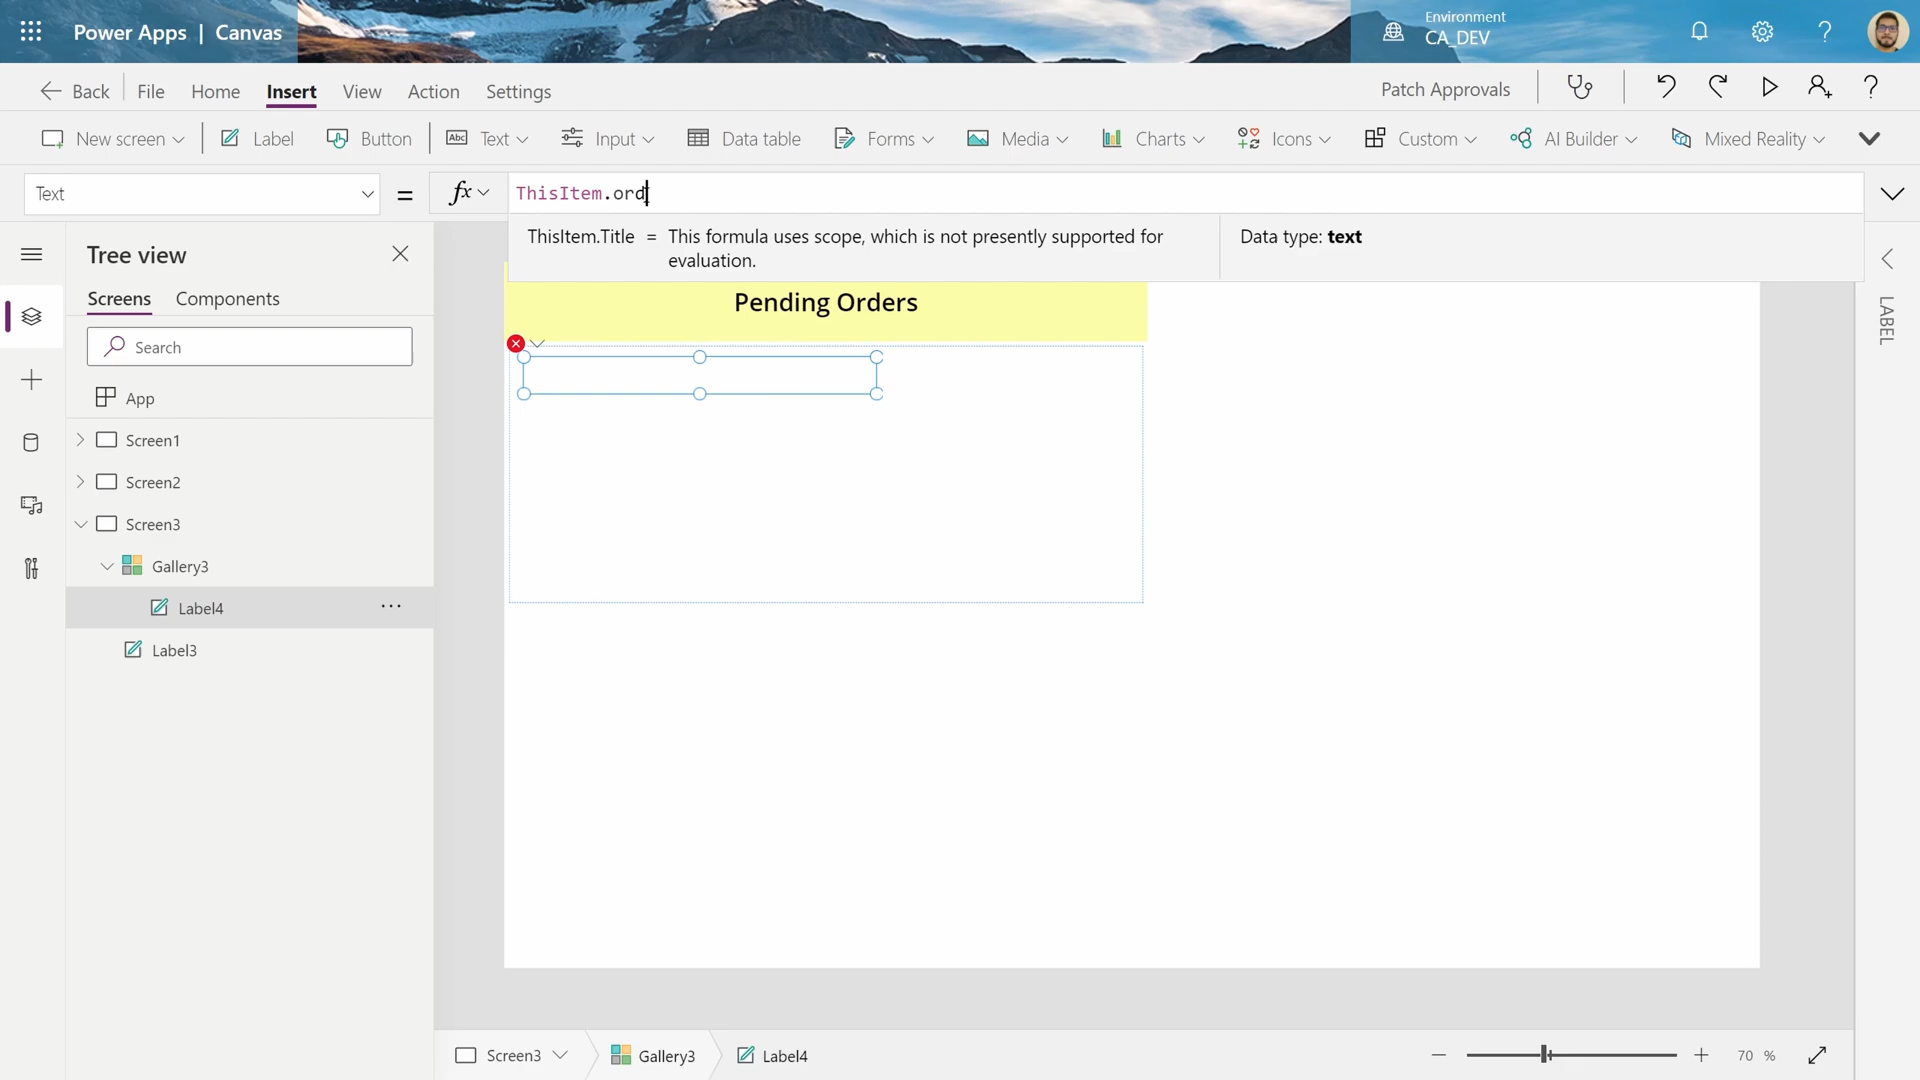 Power Apps | Canvas
Environment
CA_DEV
Back File Home Insert View Action Settings
Patch Approvals
New screen Label Button Text Input Data table Forms Media Charts Icons Custom AI Builder Mixed Reality
Abc
Text = fx ThisItem.ord
ThisItem.Title = This formula uses scope, which is not presently supported for evaluation.
Data type: text
Tree view
Screens Components
Search
App
Screen1
Screen2
Screen3
Gallery3
Label4
Label3
Pending Orders
LABEL
Screen3 Gallery3 Label4
70 %